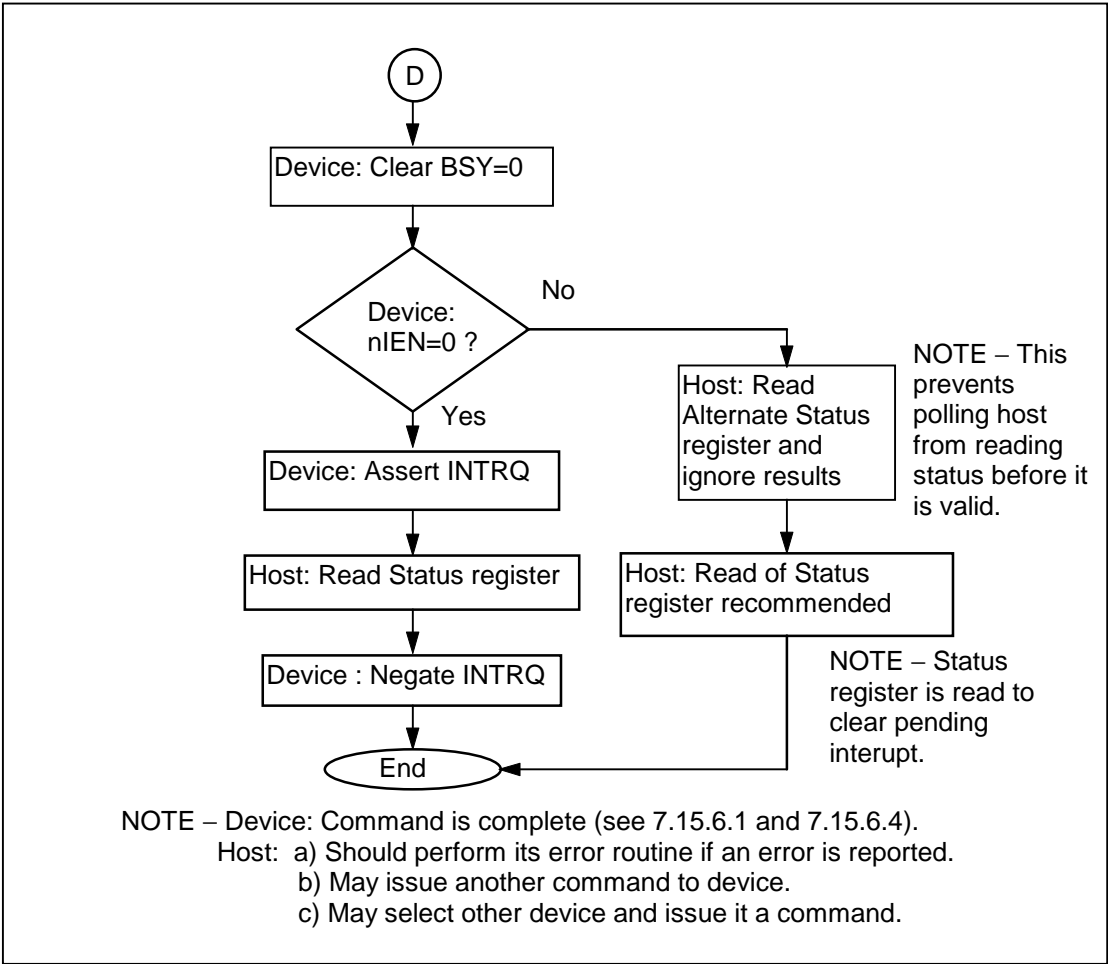 D
Device: Clear BSY=0
Device:
nIEN=0 ?
No
Yes
Host: Read
Alternate Status
register and
ignore results
NOTE – This
prevents
polling host
from reading
status before it
is valid.
Device: Assert INTRQ
Host: Read Status register
Host: Read of Status
register recommended
Device : Negate INTRQ
NOTE – Status
register is read to
clear pending
interupt.
End
NOTE – Device: Command is complete (see 7.15.6.1 and 7.15.6.4).
Host: a) Should perform its error routine if an error is reported.
b) May issue another command to device.
c) May select other device and issue it a command.